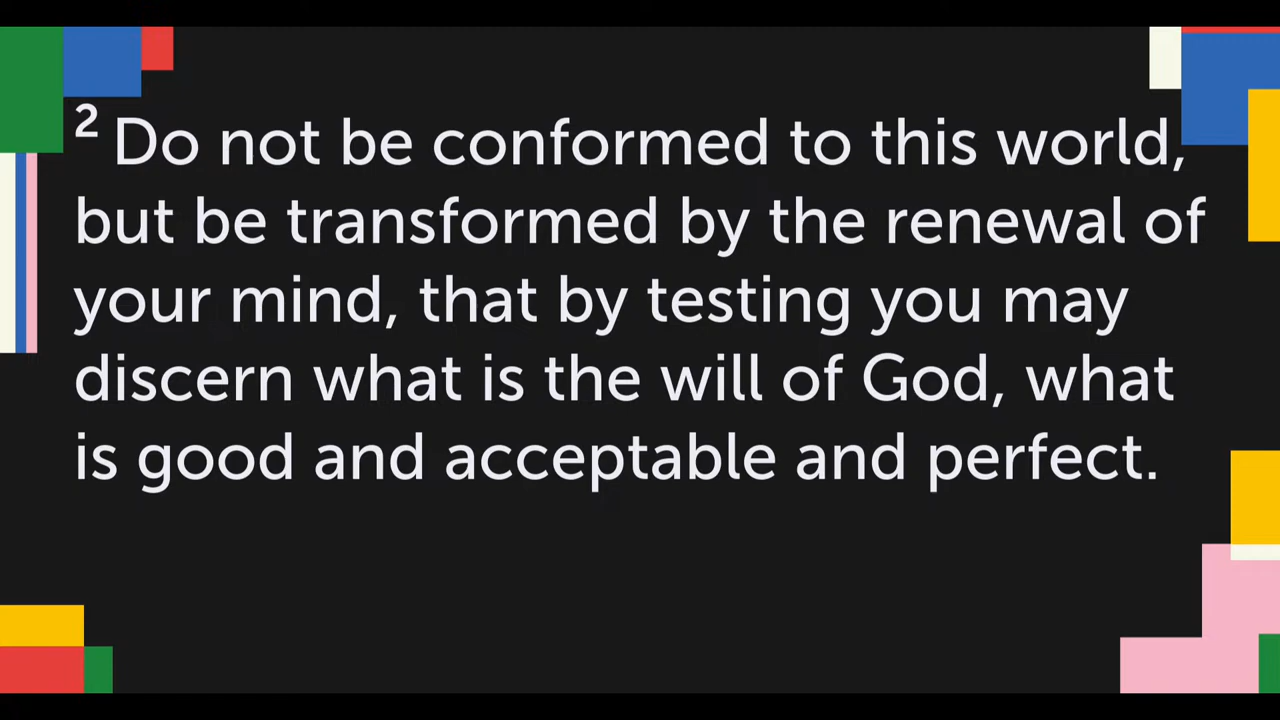 2 Do not be conformed to this world,
but be transformed by the renewal of
your mind, that by testing you may
discern what is the will of God, what
is good and acceptable and perfect.